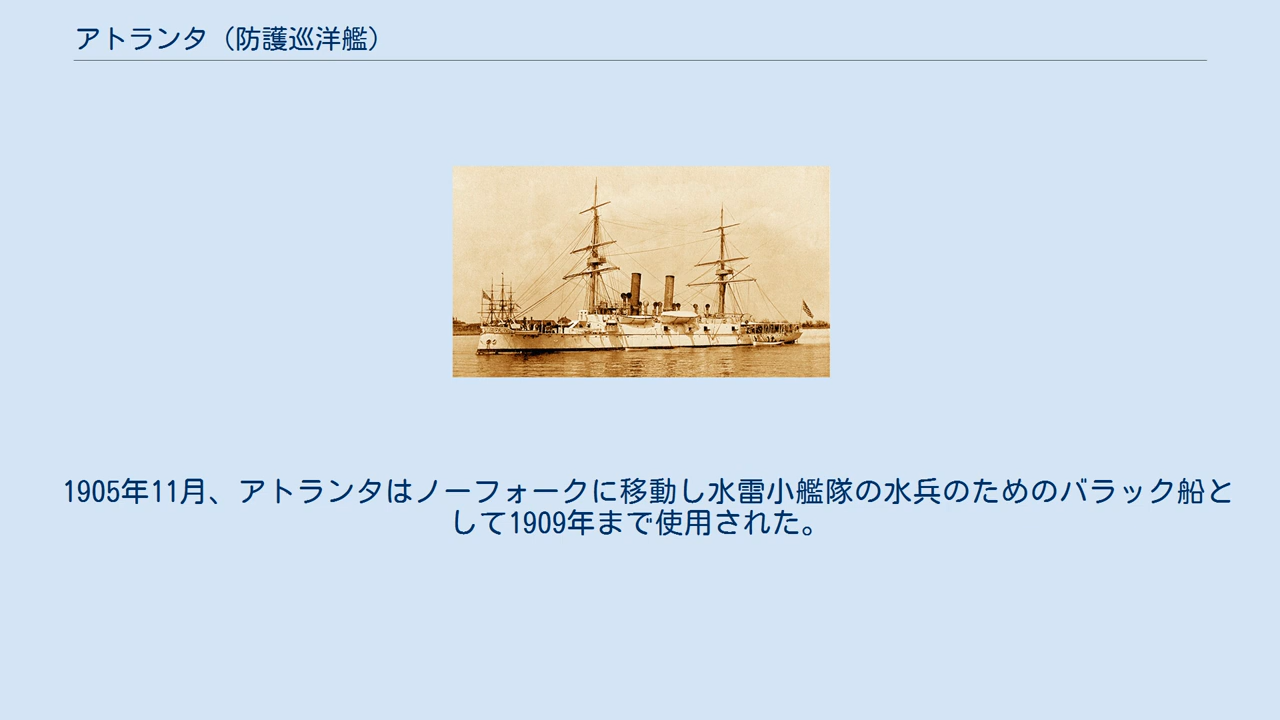 アトランタ（防護巡洋艦）
1905年11月、アトランタはノーフォークに移動し水雷小艦隊の水兵のためのバラック船と
して1909年まで使用された。